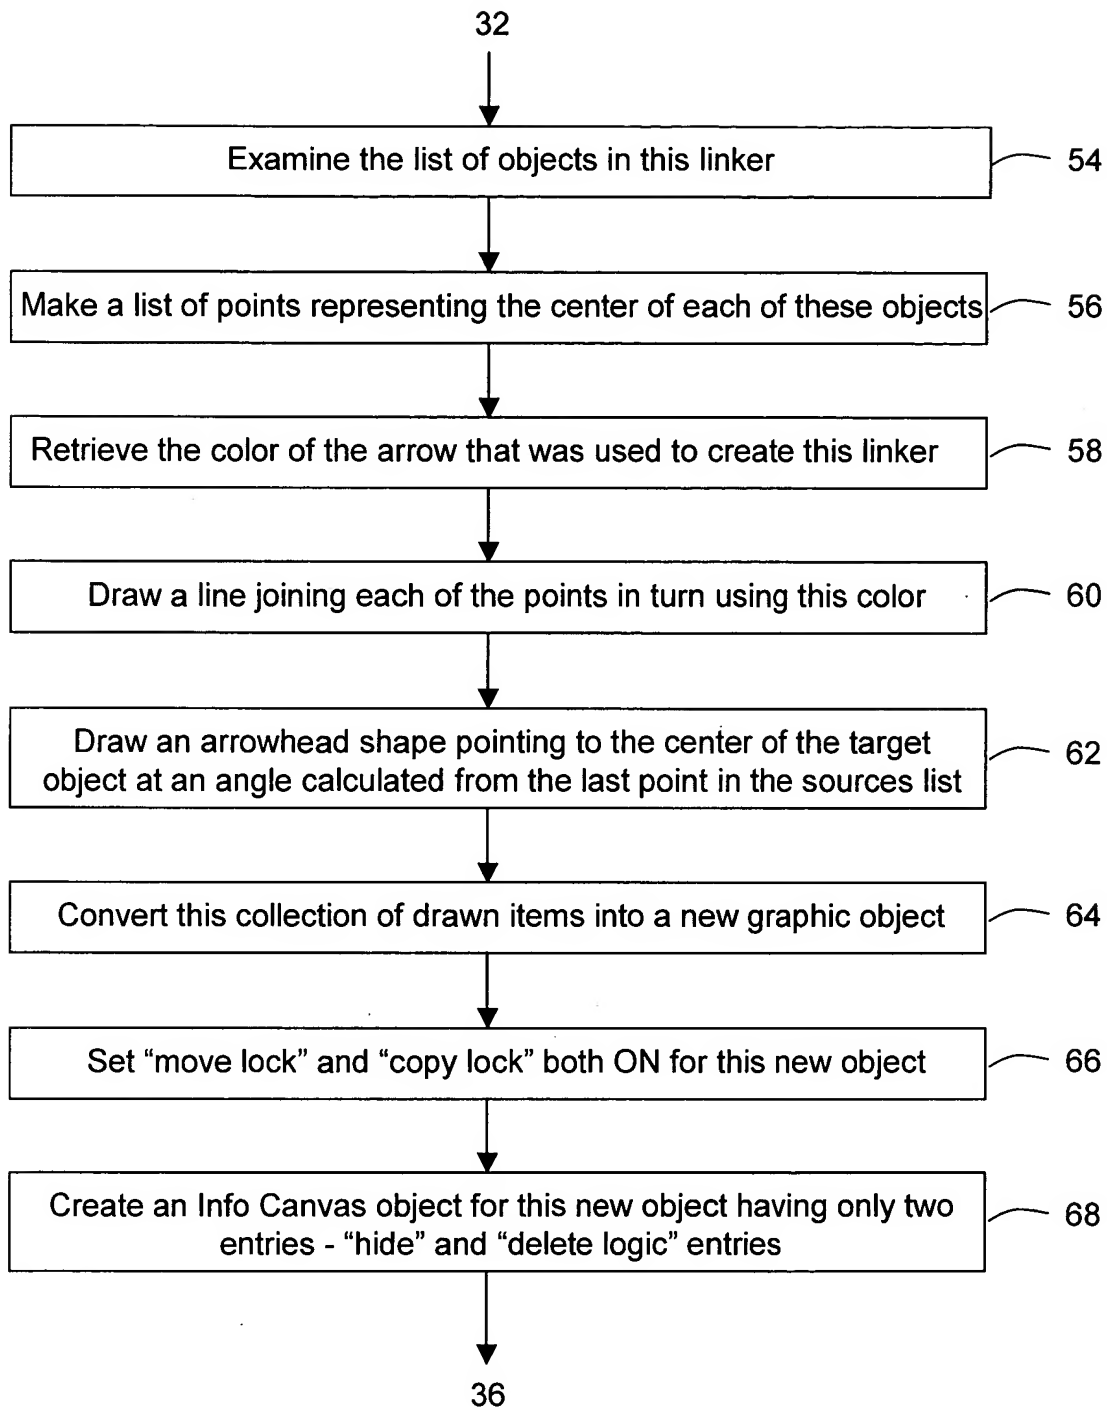 32
Examine the list of objects in this linker
54
Make a list of points representing the center of each of these objects
56
Retrieve the color of the arrow that was used to create this linker
58
Draw a line joining each of the points in turn using this color
60
Draw an arrowhead shape pointing to the center of the target
object at an angle calculated from the last point in the sources list
62
Convert this collection of drawn items into a new graphic object
64
Set “move lock” and “copy lock” both ON for this new object
66
Create an Info Canvas object for this new object having only two
entries - “hide” and “delete logic” entries
68
36